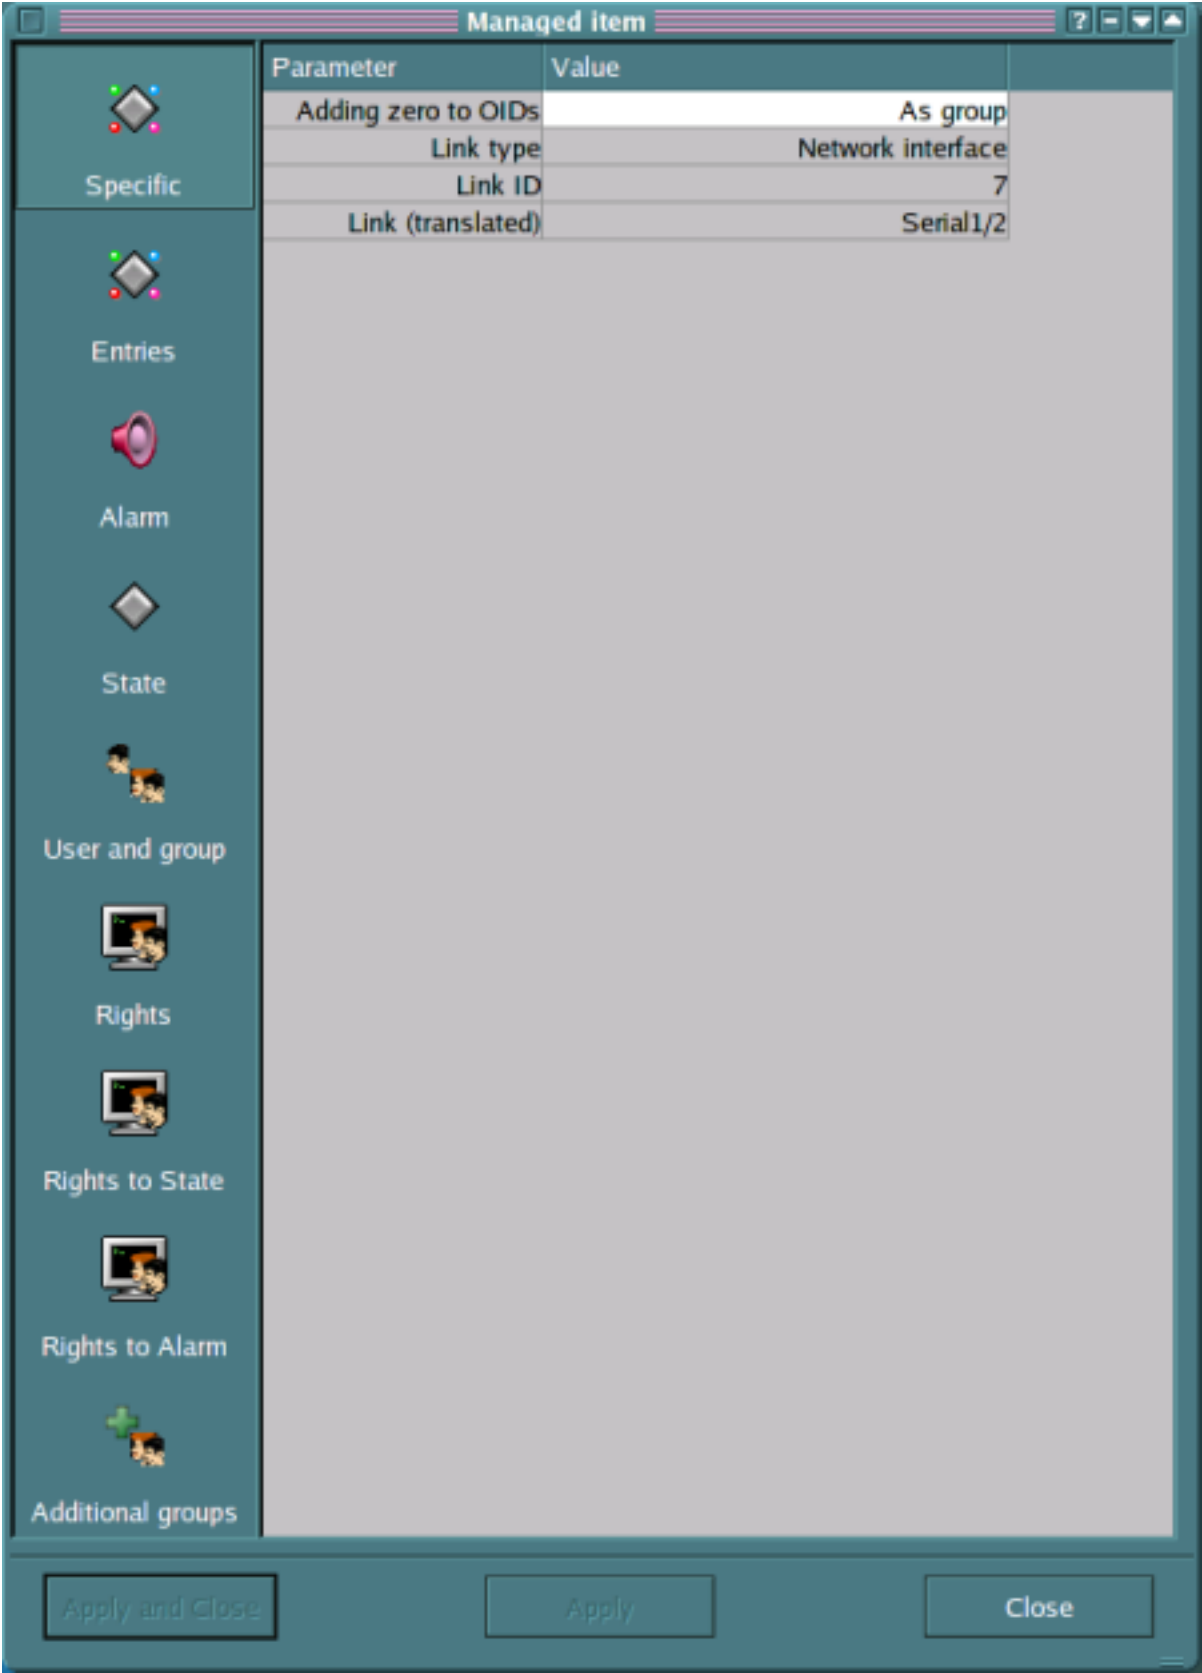 Managed item
Parameter Value
Adding zero to OIDs As group
Link type Network interface
Link ID 7
Link (translated) Serial1/2
Specific
Entries
Alarm
State
User and group
Rights
Rights to State
Rights to Alarm
Additional groups
Apply and Close Apply Close